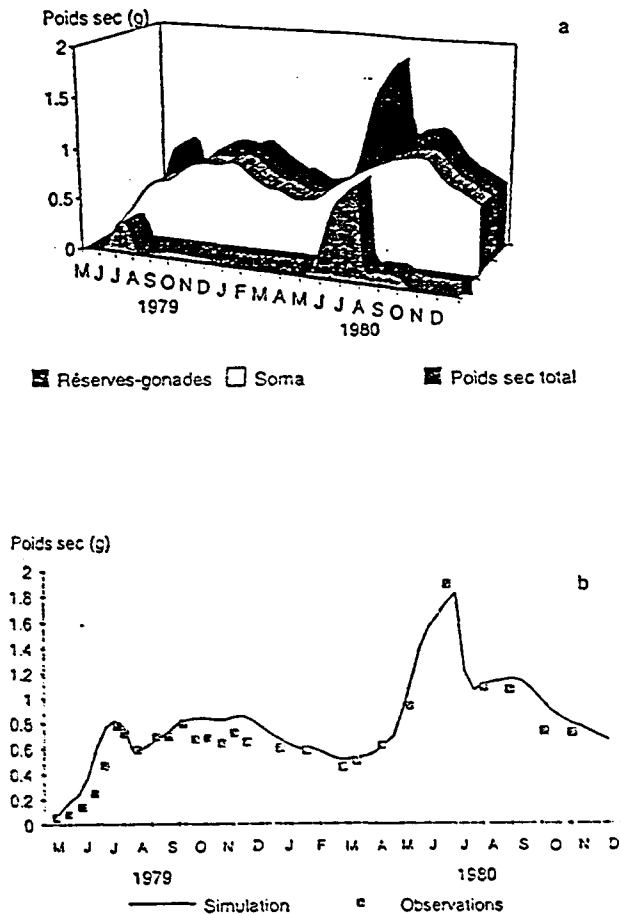 Poids sec (g)
a
2
1.5
1
0.5
0
M J J A S O N D J F M A M J J A S O N D
1979
1980
Réserves-gonades Soma Poids sec total
Poids sec (g)
b
2
1.8
1.6
1.4
1.2
1
0.8
0.6
0.4
0.2
0
M J J A S O N D J F M A M J J A S O N D
1979 1980
Simulation Observations